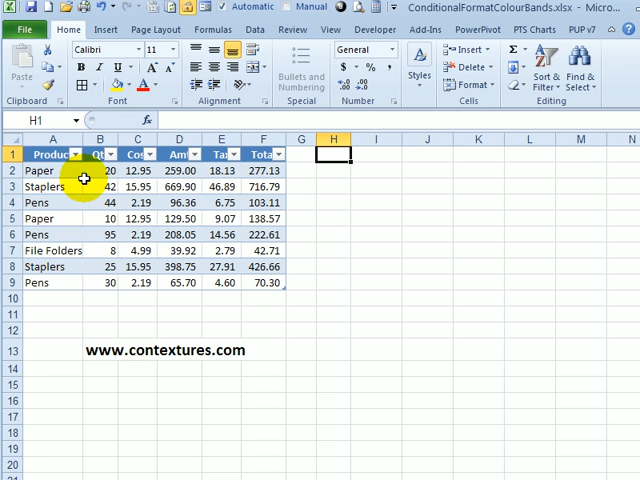 Automatic Manual ConditionalFormatColourBands.xlsx - Micro...
File Home Insert Page Layout Formulas Data Review View Developer Add-Ins PowerPivot PTS Charts PUP v7
Paste Calibri 11 General Styles Insert Delete Format Sort & Filter Find & Select
Bullets and Numbering
Clipboard Font Alignment Number Cells Editing
H1 fx
A B C D E F G H I J K L M N
1 Produc Qt Cos Am Tax Tota
2 Paper 20 12.95 259.00 18.13 277.13
3 Staplers 42 15.95 669.90 46.89 716.79
4 Pens 44 2.19 96.36 6.75 103.11
5 Paper 10 12.95 129.50 9.07 138.57
6 Pens 95 2.19 208.05 14.56 222.61
7 File Folders 8 4.99 39.92 2.79 42.71
8 Staplers 25 15.95 398.75 27.91 426.66
9 Pens 30 2.19 65.70 4.60 70.30
10
11
12
13 www.contextures.com
14
15
16
17
18
19
20
21